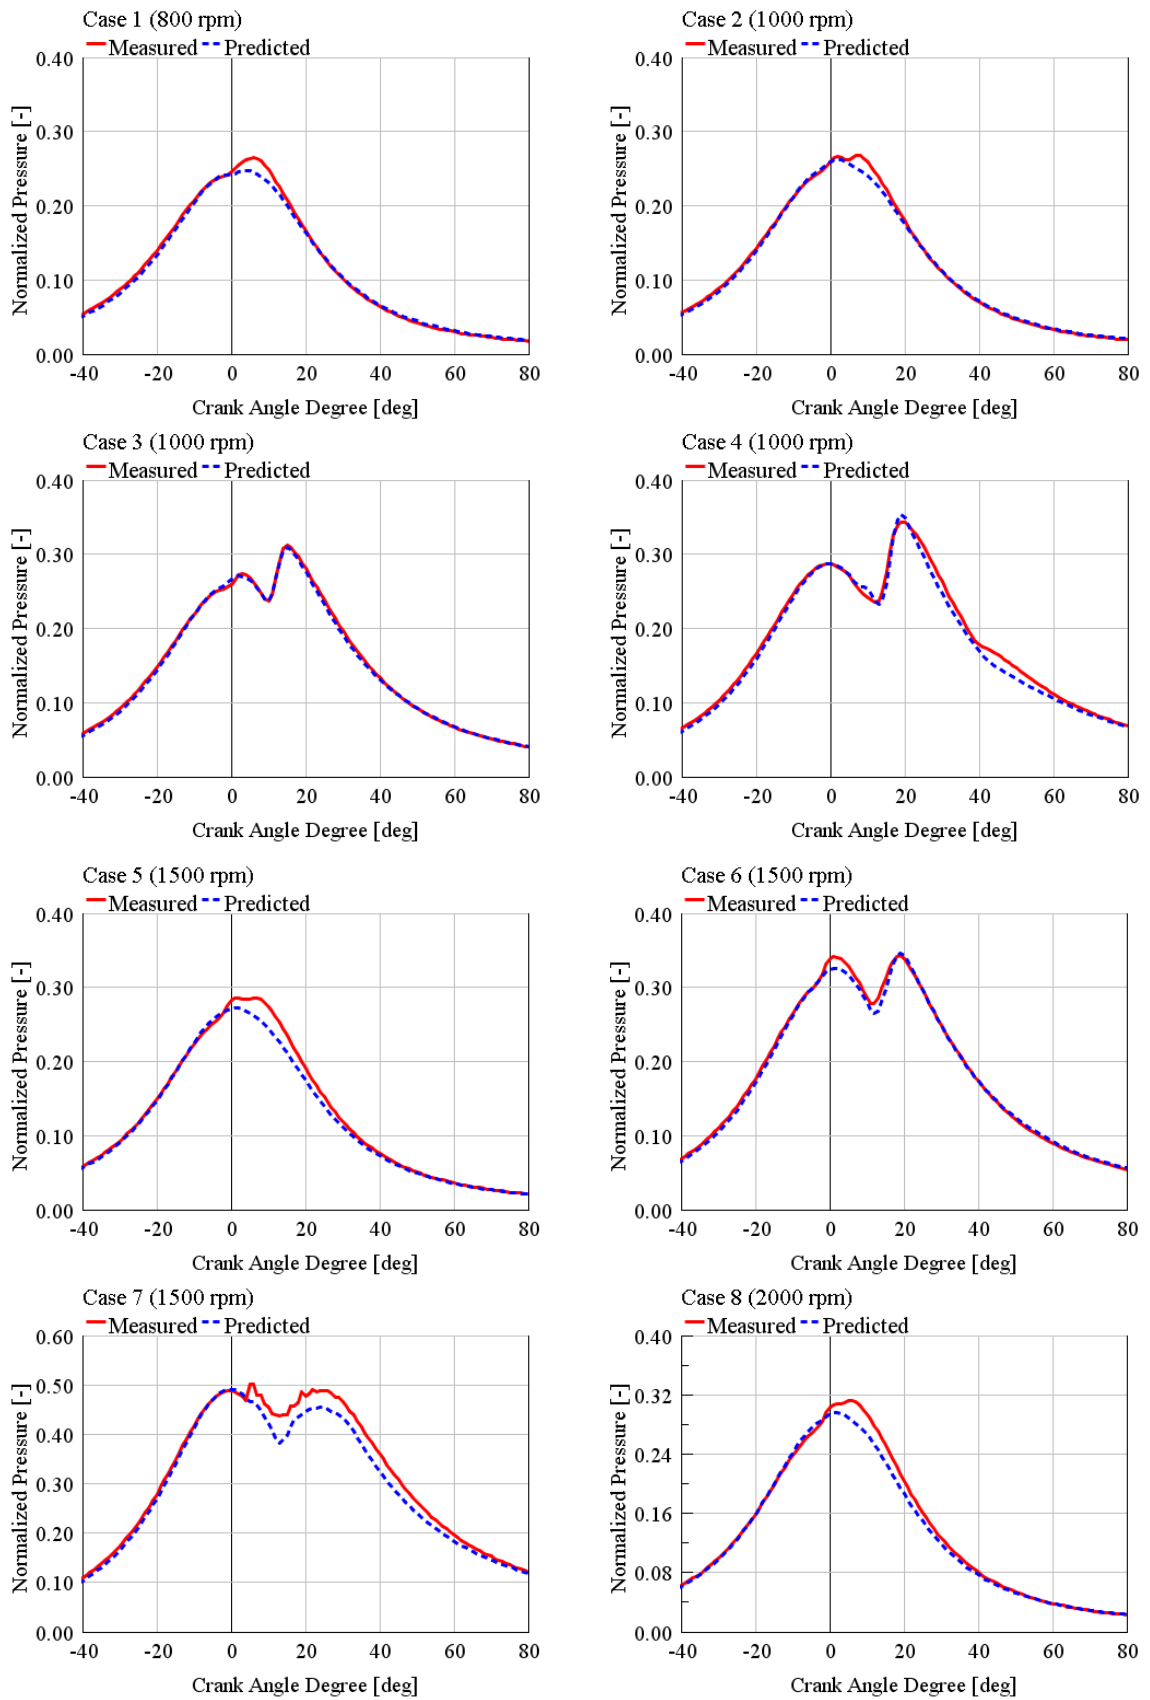 Case 1 (800 rpm)
Measured Predicted
0.40
0.30
0.20
0.10
0.00
Normalized Pressure [-]
-40 -20 0 20 40 60 80
Crank Angle Degree [deg]
Case 2 (1000 rpm)
Measured Predicted
0.40
0.30
0.20
0.10
0.00
Normalized Pressure [-]
-40 -20 0 20 40 60 80
Crank Angle Degree [deg]
Case 3 (1000 rpm)
Measured Predicted
0.40
0.30
0.20
0.10
0.00
Normalized Pressure [-]
-40 -20 0 20 40 60 80
Crank Angle Degree [deg]
Case 4 (1000 rpm)
Measured Predicted
0.40
0.30
0.20
0.10
0.00
Normalized Pressure [-]
-40 -20 0 20 40 60 80
Crank Angle Degree [deg]
Case 5 (1500 rpm)
Measured Predicted
0.40
0.30
0.20
0.10
0.00
Normalized Pressure [-]
-40 -20 0 20 40 60 80
Crank Angle Degree [deg]
Case 6 (1500 rpm)
Measured Predicted
0.40
0.30
0.20
0.10
0.00
Normalized Pressure [-]
-40 -20 0 20 40 60 80
Crank Angle Degree [deg]
Case 7 (1500 rpm)
Measured Predicted
0.60
0.50
0.40
0.30
0.20
0.10
0.00
Normalized Pressure [-]
-40 -20 0 20 40 60 80
Crank Angle Degree [deg]
Case 8 (2000 rpm)
Measured Predicted
0.40
0.32
0.24
0.16
0.08
0.00
Normalized Pressure [-]
-40 -20 0 20 40 60 80
Crank Angle Degree [deg]